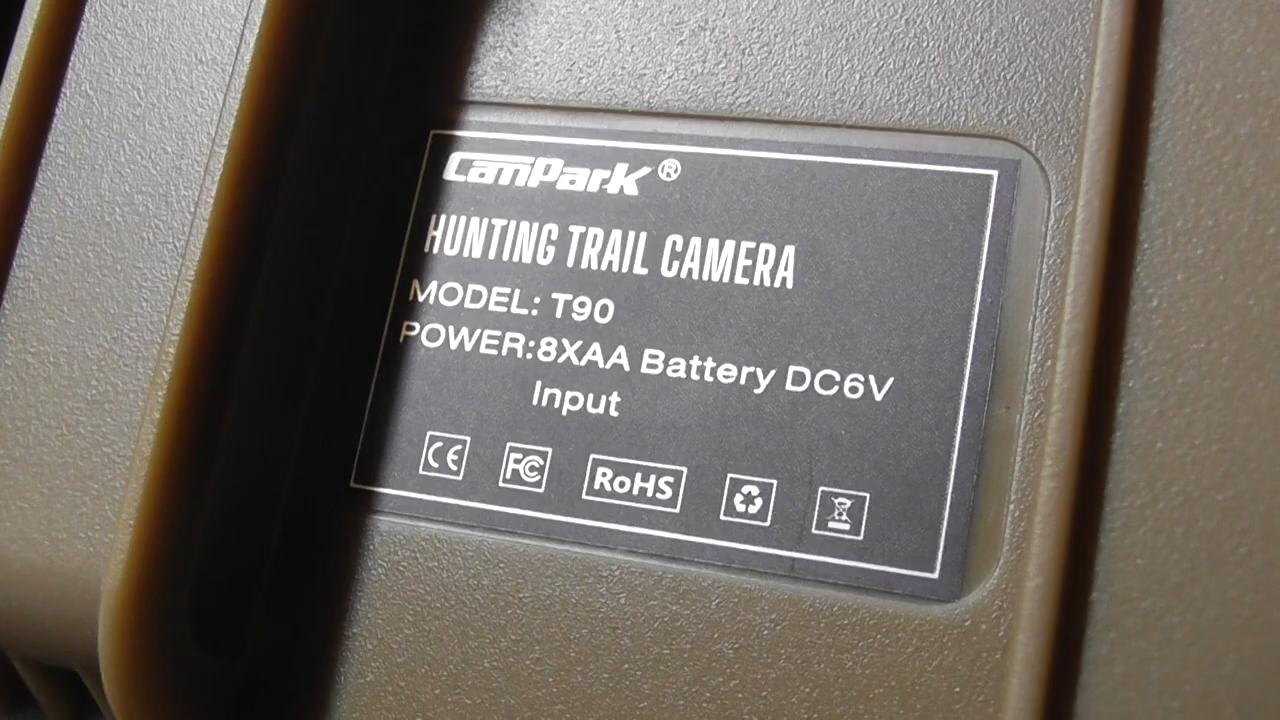 CamPark®
HUNTING TRAIL CAMERA
MODEL: T90
POWER:8XAA Battery DC6V
Input
CE FC RoHS